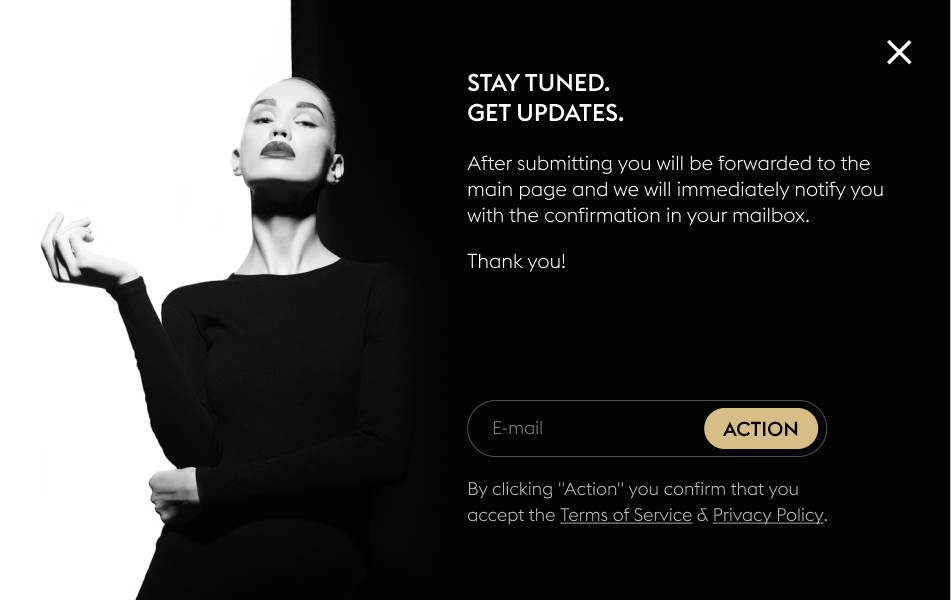 STAY TUNED.
GET UPDATES.
After submitting you will be forwarded to the
main page and we will immediately notify you
with the confirmation in your mailbox.
Thank you!
E-mail
ACTION
By clicking "Action" you confirm that you
accept the Terms of Service & Privacy Policy.